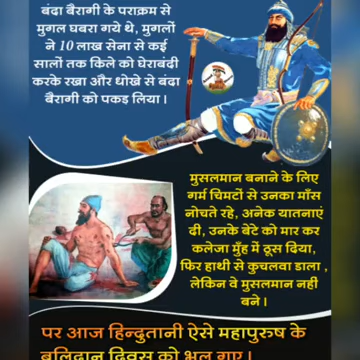 बंदा बैरागी के पराक्रम से
मुगल घबरा गये थे, मुगलों
ने 10 लाख सेना से कई
सालों तक किले को घेराबंदी
करके रखा और धोखे से बंदा
बैरागी को पकड़ लिया ।
मुसलमान बनाने के लिए
गर्म चिमटों से उनका माँस
नोचते रहे, अनेक यातनाएं
दी, उनके बेटे को मार कर
कलेजा मुँह में ठूस दिया,
फिर हाथी से कुचलवा डाला ,
लेकिन वे मुसलमान नही
बने ।
पर आज हिन्दुतानी ऐसे महापुरुष के
बलिदान दिवस को भूल गए ।